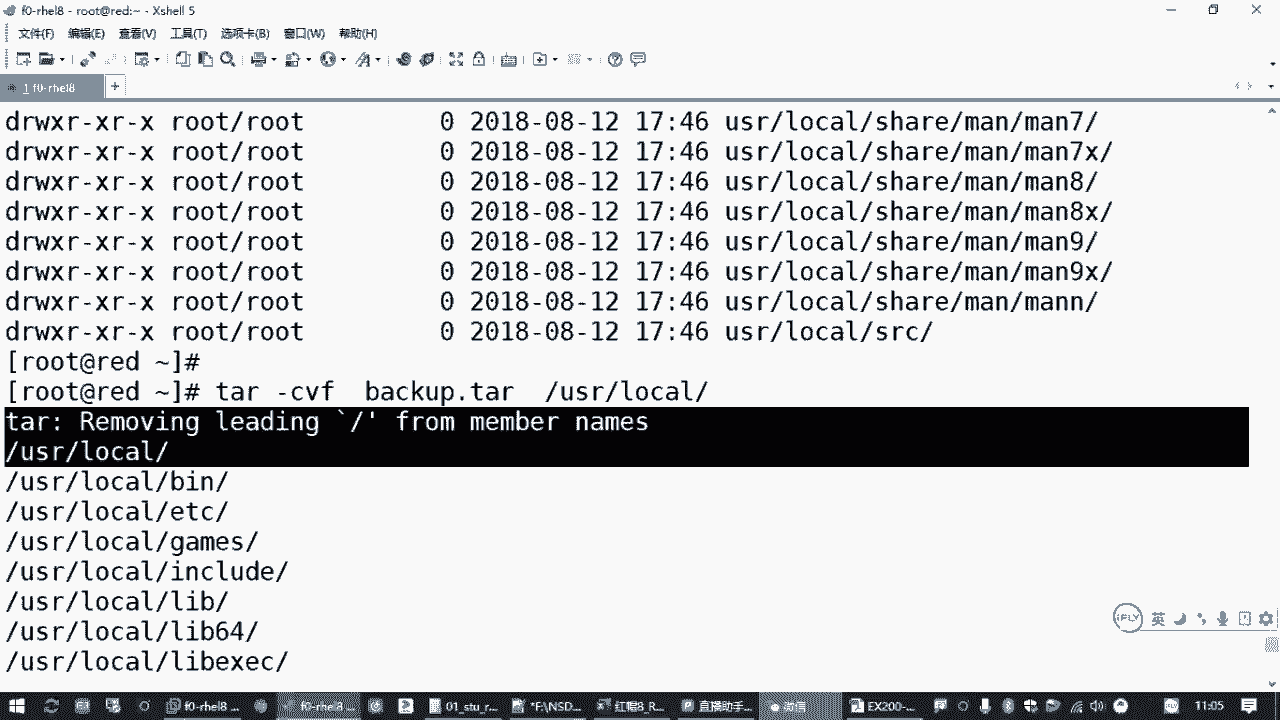 f0-rhel8 - root@red:~ - Xshell 5
文件(F) 编辑(E) 查看(V) 工具(T) 选项卡(B) 窗口(W) 帮助(H)
1 f0-rhel8
drwxr-xr-x root/root         0 2018-08-12 17:46 usr/local/share/man/man7/
drwxr-xr-x root/root         0 2018-08-12 17:46 usr/local/share/man/man7x/
drwxr-xr-x root/root         0 2018-08-12 17:46 usr/local/share/man/man8/
drwxr-xr-x root/root         0 2018-08-12 17:46 usr/local/share/man/man8x/
drwxr-xr-x root/root         0 2018-08-12 17:46 usr/local/share/man/man9/
drwxr-xr-x root/root         0 2018-08-12 17:46 usr/local/share/man/man9x/
drwxr-xr-x root/root         0 2018-08-12 17:46 usr/local/share/man/mann/
drwxr-xr-x root/root         0 2018-08-12 17:46 usr/local/src/
[root@red ~]#
[root@red ~]# tar -cvf  backup.tar  /usr/local/
tar: Removing leading `/' from member names
/usr/local/
/usr/local/bin/
/usr/local/etc/
/usr/local/games/
/usr/local/include/
/usr/local/lib/
/usr/local/lib64/
/usr/local/libexec/
iFLY 英
f0-rhel8 ... f0-rhel8 ... 01_stu_r... *F:\NSD... 红帽8_R... 直播助手... 微信 EX200-... 11:05